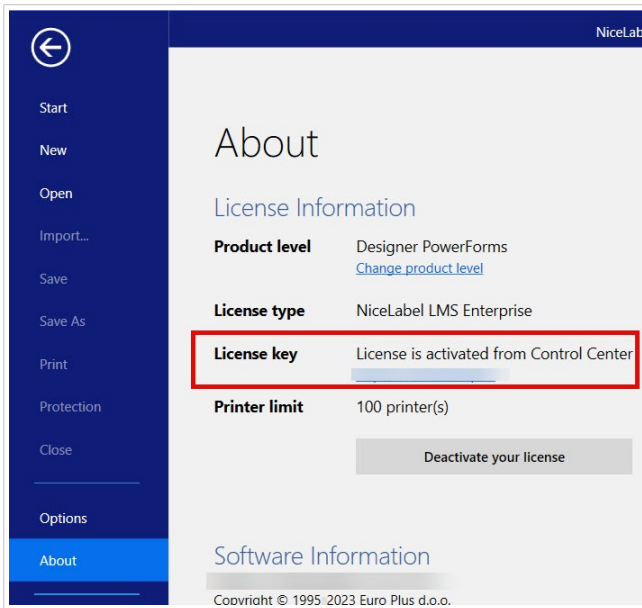 NiceLab
Start
New
Open
Import...
Save
Save As
Print
Protection
Close
Options
About
About
License Information
Product level Designer PowerForms
Change product level
License type NiceLabel LMS Enterprise
License key License is activated from Control Center
Printer limit 100 printer(s)
Deactivate your license
Software Information
Copyright © 1995-2023 Euro Plus d.o.o.